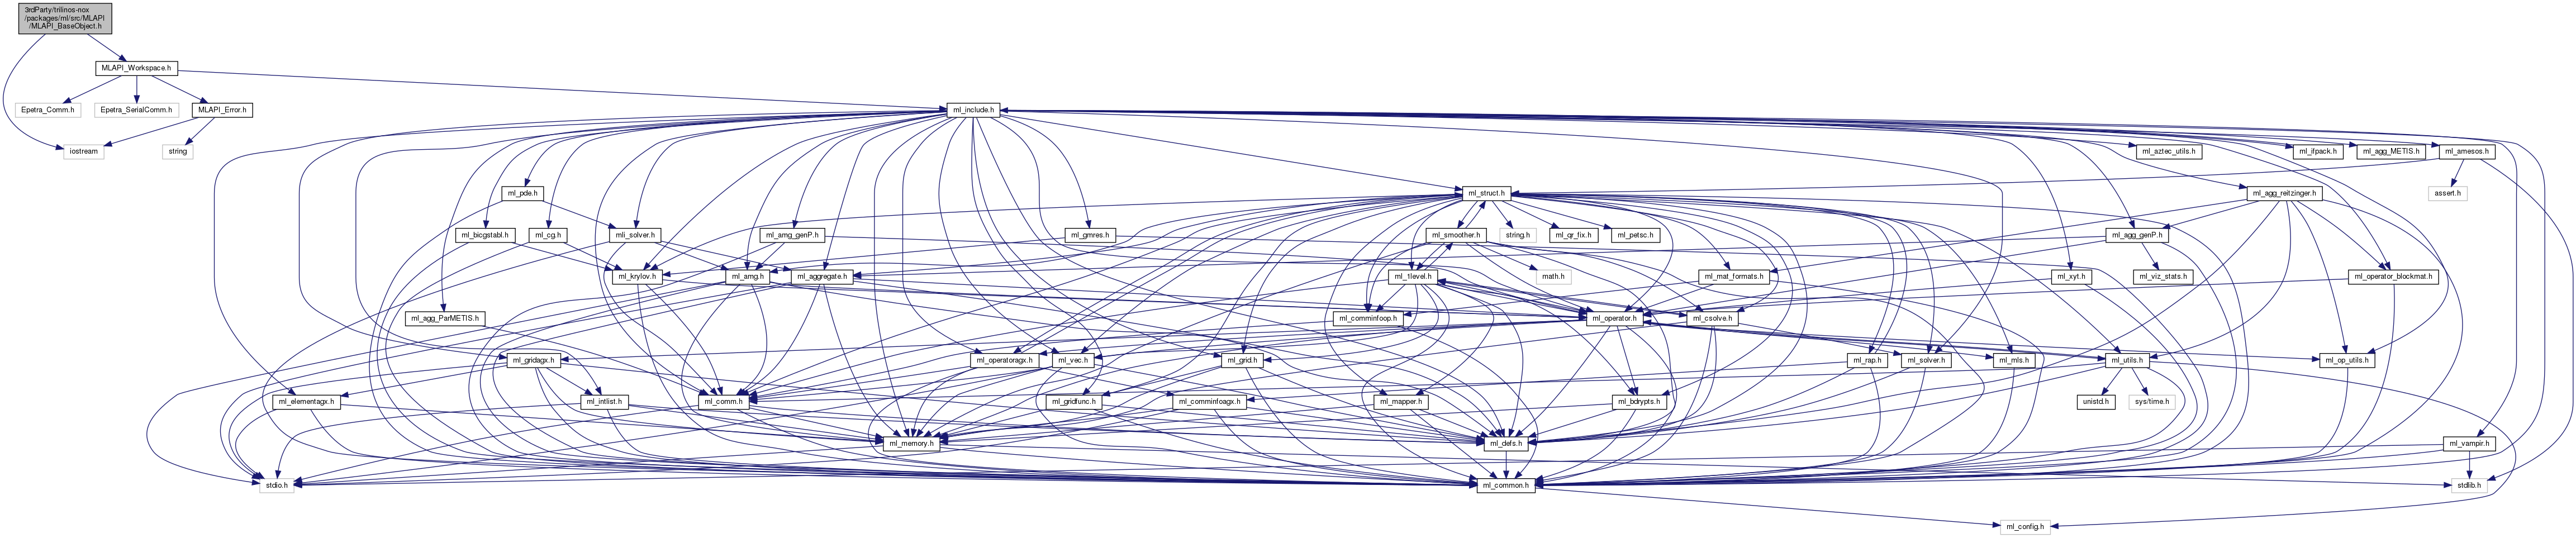 3rdParty/trilinos-nox
/packages/ml/src/MLAPI
/MLAPI_BaseObject.h
MLAPI_Workspace.h
Epetra_Comm.h
Epetra_SerialComm.h
MLAPI_Error.h
ml_include.h
iostream
string
ml_aztec_utils.h
ml_ifpack.h
ml_agg_METIS.h
ml_amesos.h
ml_pde.h
ml_struct.h
assert.h
ml_agg_reitzinger.h
ml_bicgstabl.h
ml_cg.h
mli_solver.h
ml_amg_genP.h
ml_gmres.h
ml_smoother.h
string.h
ml_qr_fix.h
ml_petsc.h
ml_agg_genP.h
ml_krylov.h
ml_amg.h
ml_aggregate.h
ml_1level.h
math.h
ml_mat_formats.h
ml_xyt.h
ml_viz_stats.h
ml_operator_blockmat.h
ml_agg_ParMETIS.h
ml_comminfoop.h
ml_operator.h
ml_csolve.h
ml_gridagx.h
ml_operatoragx.h
ml_vec.h
ml_grid.h
ml_rap.h
ml_solver.h
ml_mls.h
ml_utils.h
ml_op_utils.h
ml_elementagx.h
ml_intlist.h
ml_comm.h
ml_gridfunc.h
ml_comminfoagx.h
ml_mapper.h
ml_bdrypts.h
unistd.h
sys/time.h
ml_memory.h
ml_defs.h
ml_vampir.h
stdio.h
ml_common.h
stdlib.h
ml_config.h